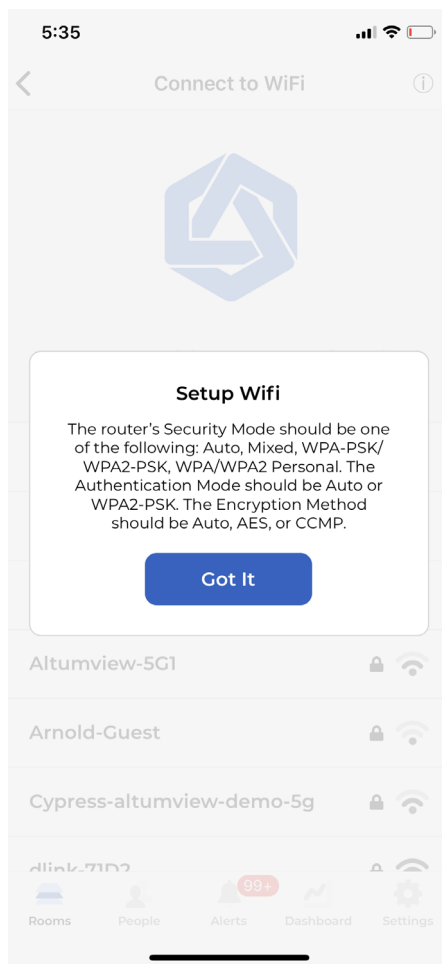 5:35
Connect to WiFi
Setup Wifi
The router's Security Mode should be one
of the following: Auto, Mixed, WPA-PSK/
WPA2-PSK, WPA/WPA2 Personal. The
Authentication Mode should be Auto or
WPA2-PSK. The Encryption Method
should be Auto, AES, or CCMP.
Got It
Altumview-5G1
Arnold-Guest
Cypress-altumview-demo-5g
dlink-71D2
99+
Rooms People Alerts Dashboard Settings